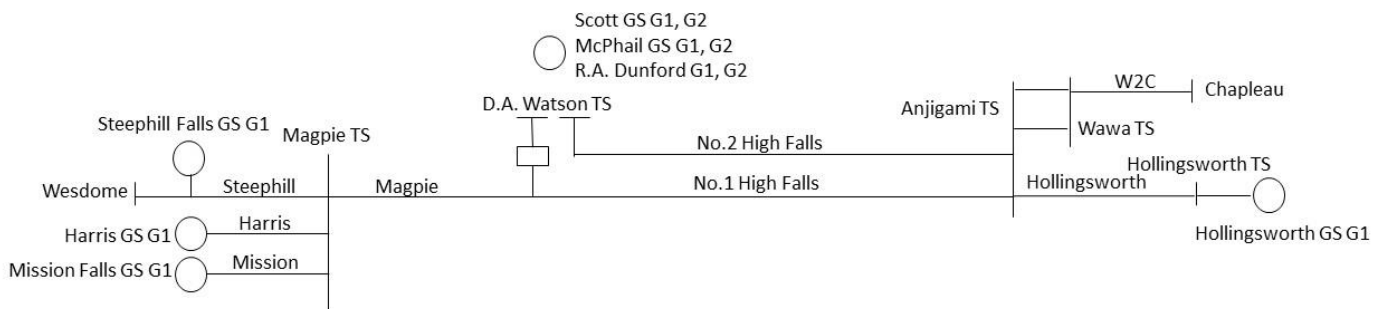 Scott GS G1, G2
McPhail GS G1, G2
R.A. Dunford G1, G2
D.A. Watson TS
Anjigami TS
W2C
Chapleau
Steephill Falls GS G1
Magpie TS
Wawa TS
No.2 High Falls
Hollingsworth TS
Wesdome
Steephill
Magpie
No.1 High Falls
Hollingsworth
Harris GS G1
Harris
Hollingsworth GS G1
Mission Falls GS G1
Mission